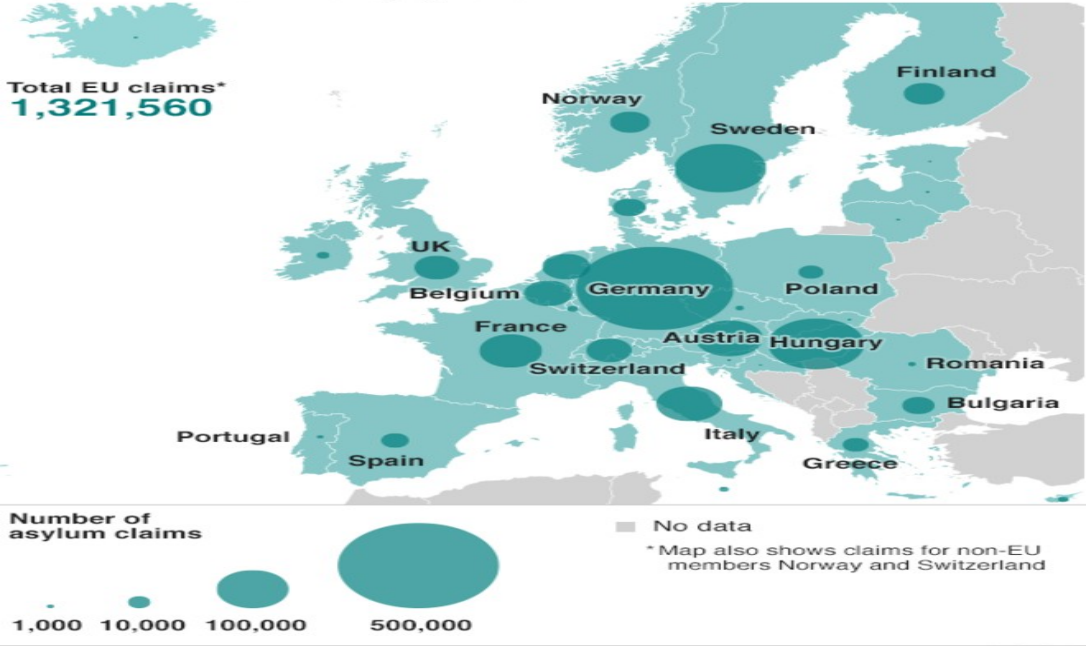 Total EU claims*
1,321,560
Finland
Norway
Sweden
UK
Belgium
Germany
Poland
France
Austria
Hungary
Switzerland
Romania
Bulgaria
Portugal
Italy
Spain
Greece
Number of
asylum claims
No data
* Map also shows claims for non-EU
members Norway and Switzerland
1,000
10,000
100,000
500,000